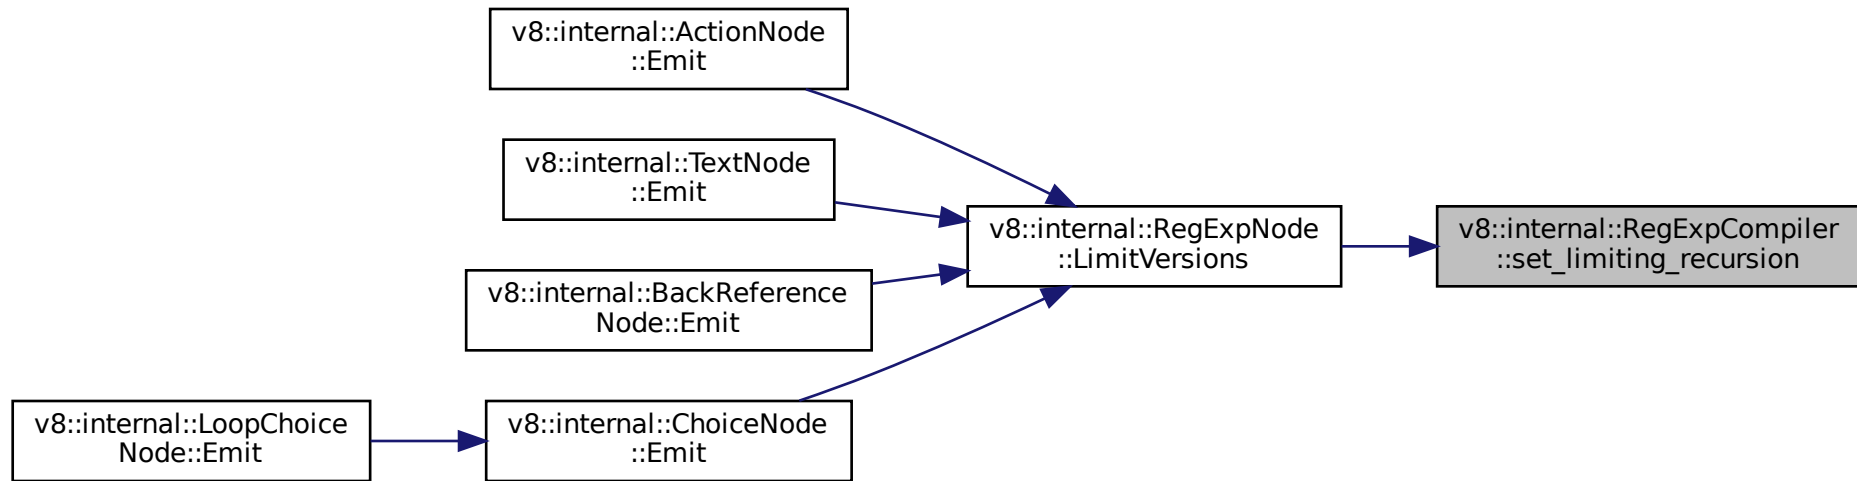 v8::internal::ActionNode
::Emit
v8::internal::TextNode
::Emit
v8::internal::RegExpNode
::LimitVersions
v8::internal::RegExpCompiler
::set_limiting_recursion
v8::internal::BackReference
Node::Emit
v8::internal::LoopChoice
Node::Emit
v8::internal::ChoiceNode
::Emit